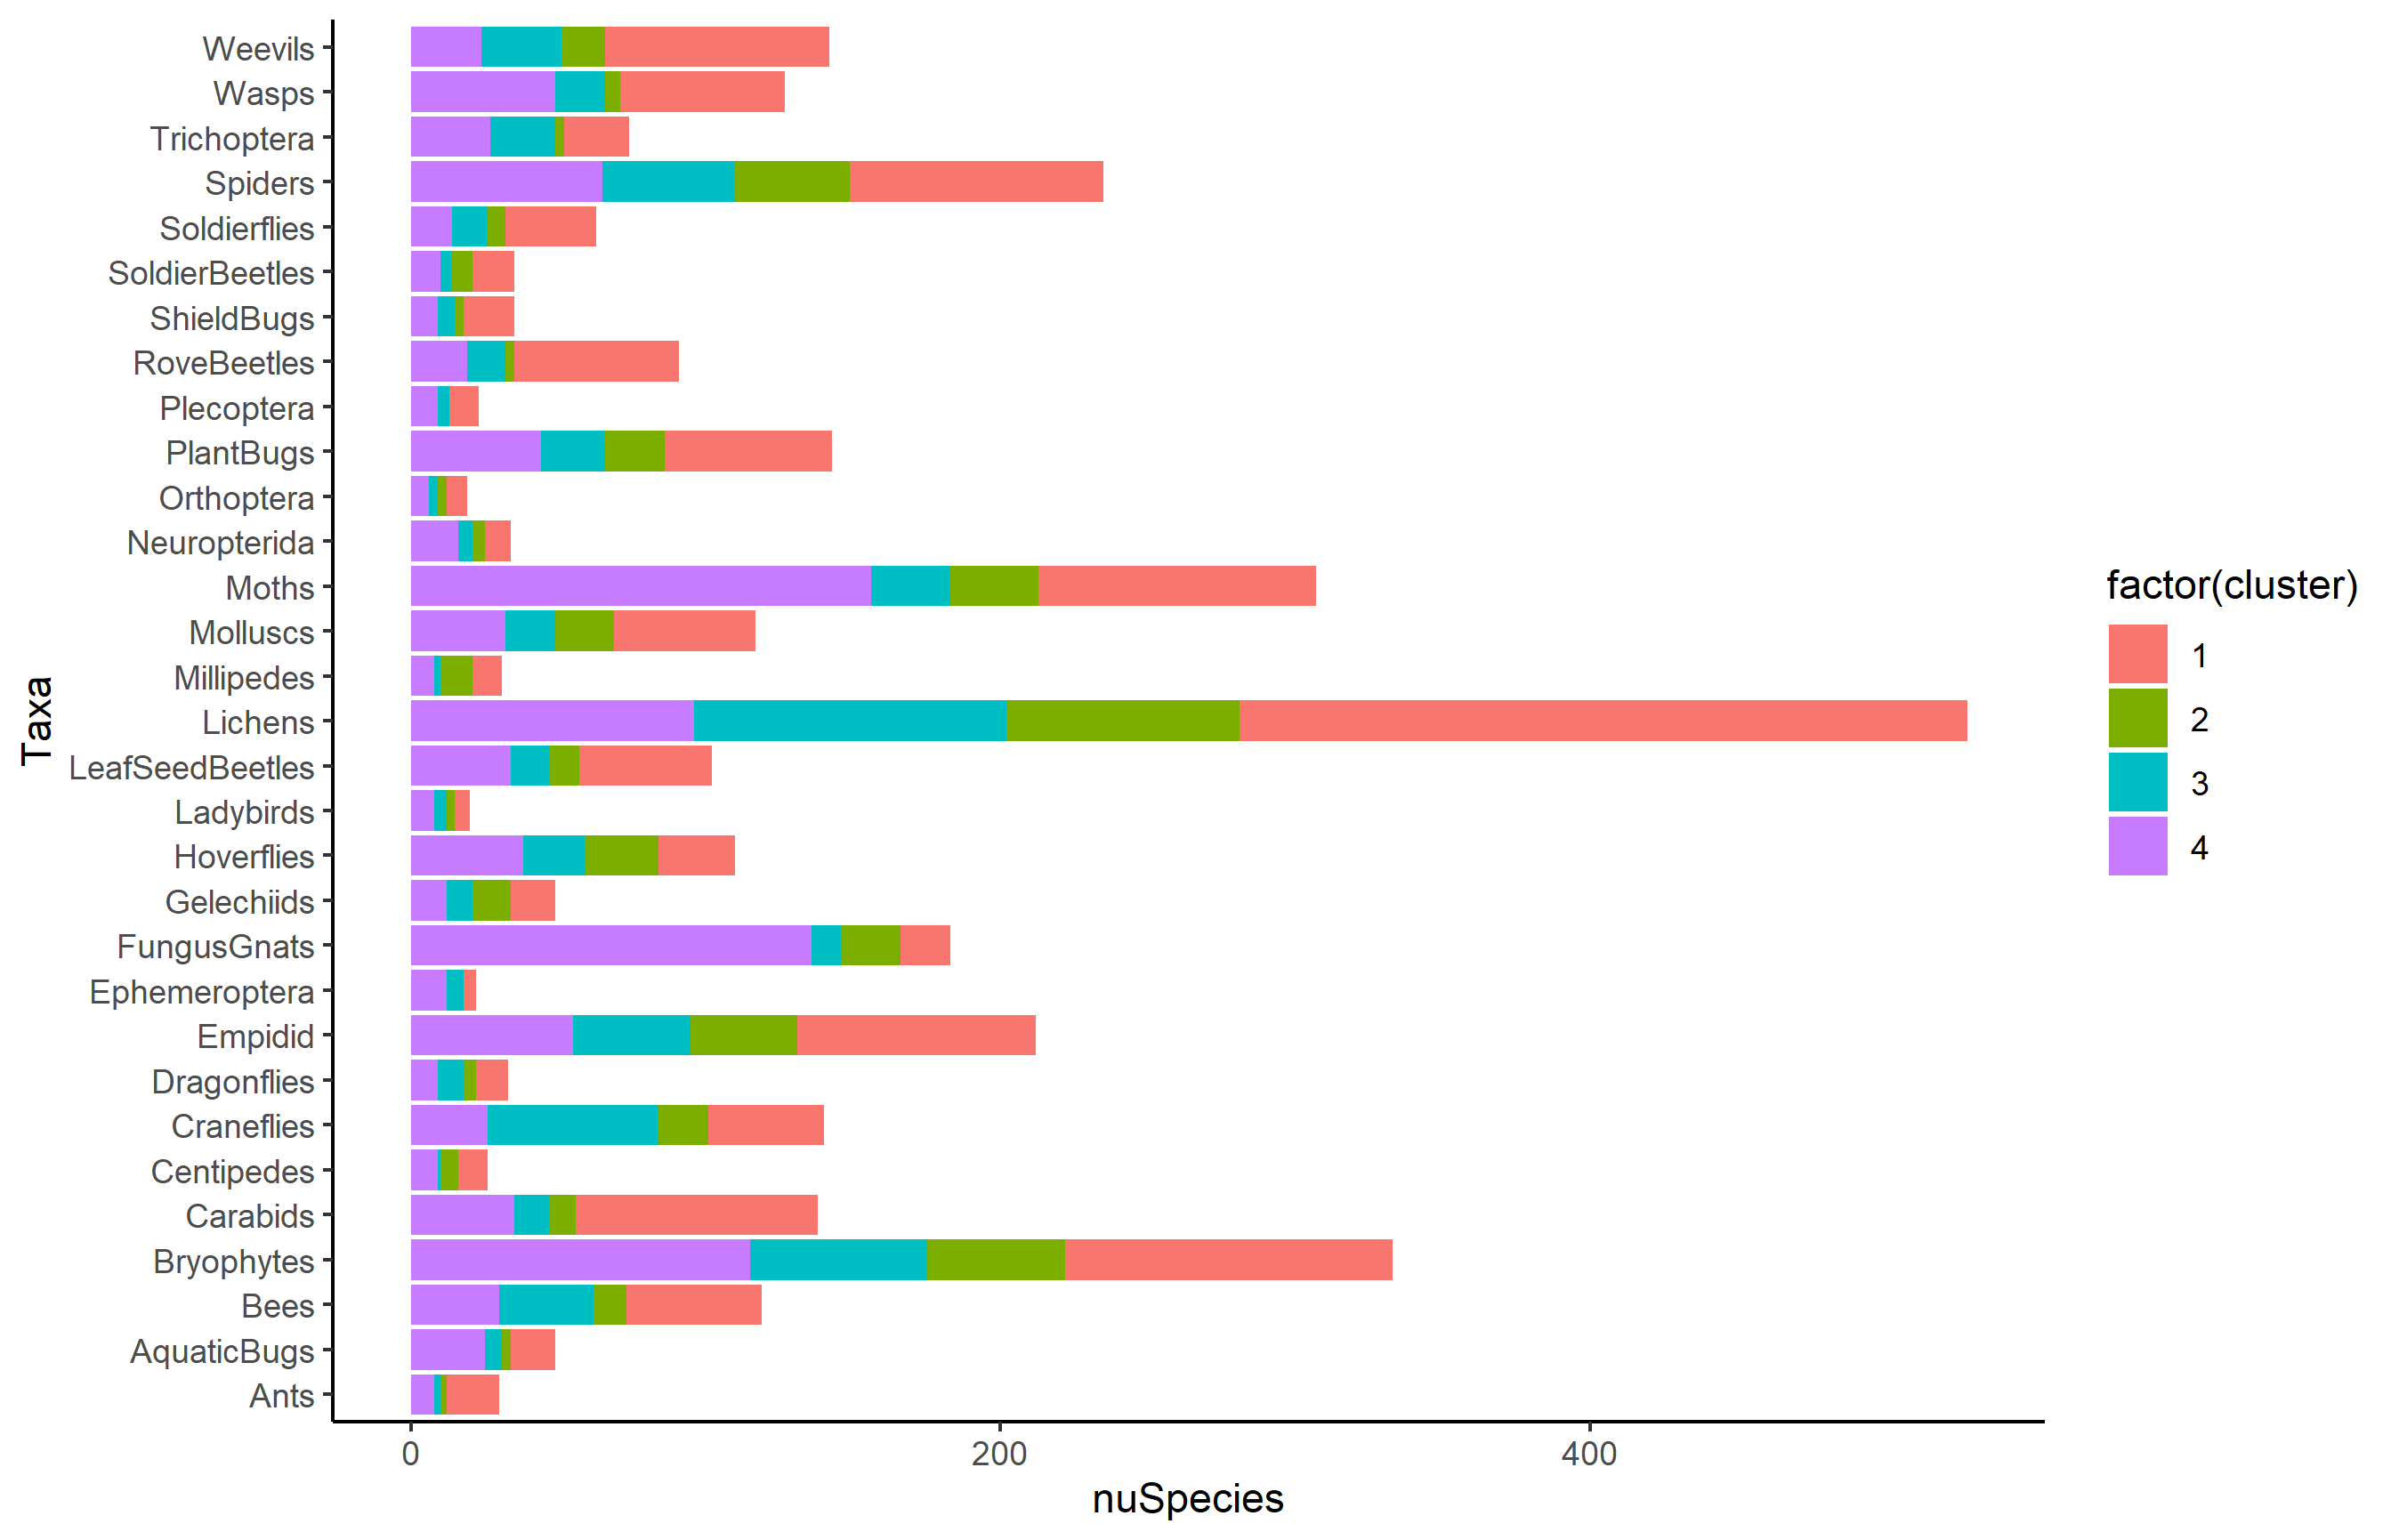 Weevils
Wasps
Trichoptera
Spiders
Soldierflies
SoldierBeetles
ShieldBugs
RoveBeetles
Plecoptera
PlantBugs
Orthoptera
Neuropterida
Moths
Molluscs
Millipedes
Lichens
LeafSeedBeetles
Ladybirds
Hoverflies
Gelechiids
FungusGnats
Ephemeroptera
Empidid
Dragonflies
Craneflies
Centipedes
Carabids
Bryophytes
Bees
AquaticBugs
Ants
Taxa
0 200 400
nuSpecies
factor(cluster)
1
2
3
4